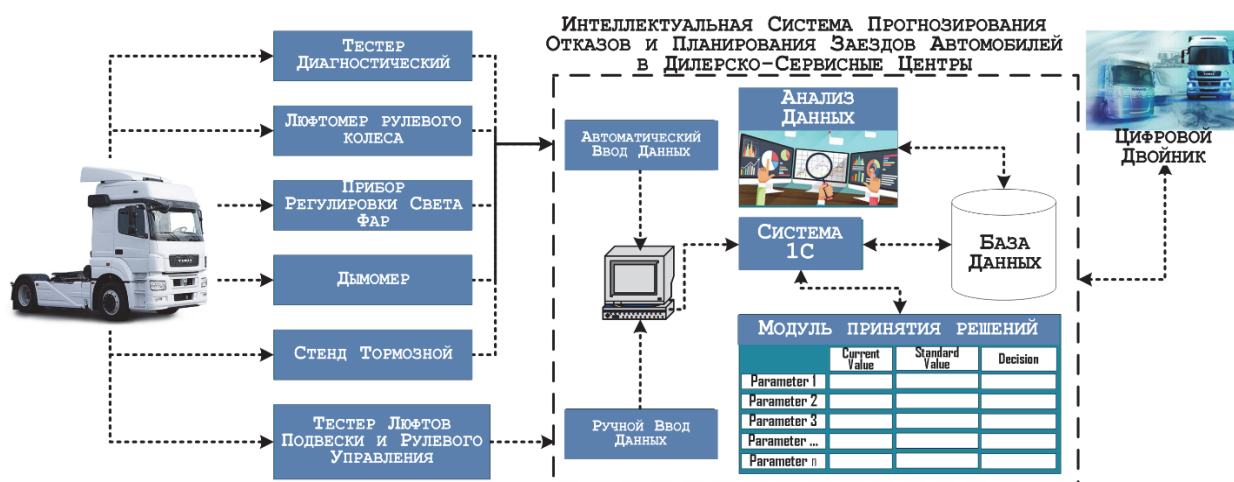 Интеллектуальная Система Прогнозирования
Отказов и Планирования Заездов Автомобилей
в Дилерско-Сервисные Центры
Тестер
Диагностический
Люфтомер рулевого
колеса
Прибор
Регулировки Света
Фар
Дымомер
Стенд Тормозной
Тестер Люфтов
Подвески и Рулевого
Управления
Автоматический
Ввод Данных
Ручной Ввод
Данных
Анализ
Данных
Система
1С
База
Данных
Модуль принятия решений
Current
Value
Standard
Value
Decision
Parameter 1
Parameter 2
Parameter 3
Parameter ...
Parameter n
Цифровой
Двойник